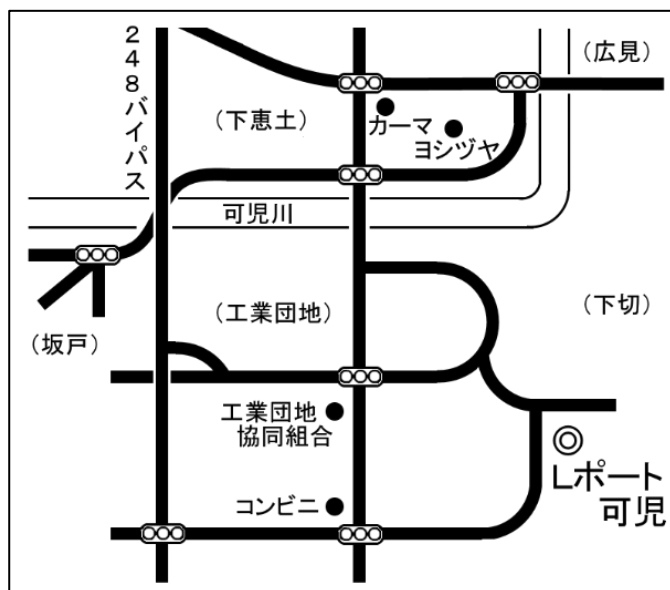 248バイパス
（広見）
（下恵土）
カーマ
ヨシヅヤ
可児川
（坂戸）
（工業団地）
（下切）
工業団地
協同組合
Lポート
可児
コンビニ